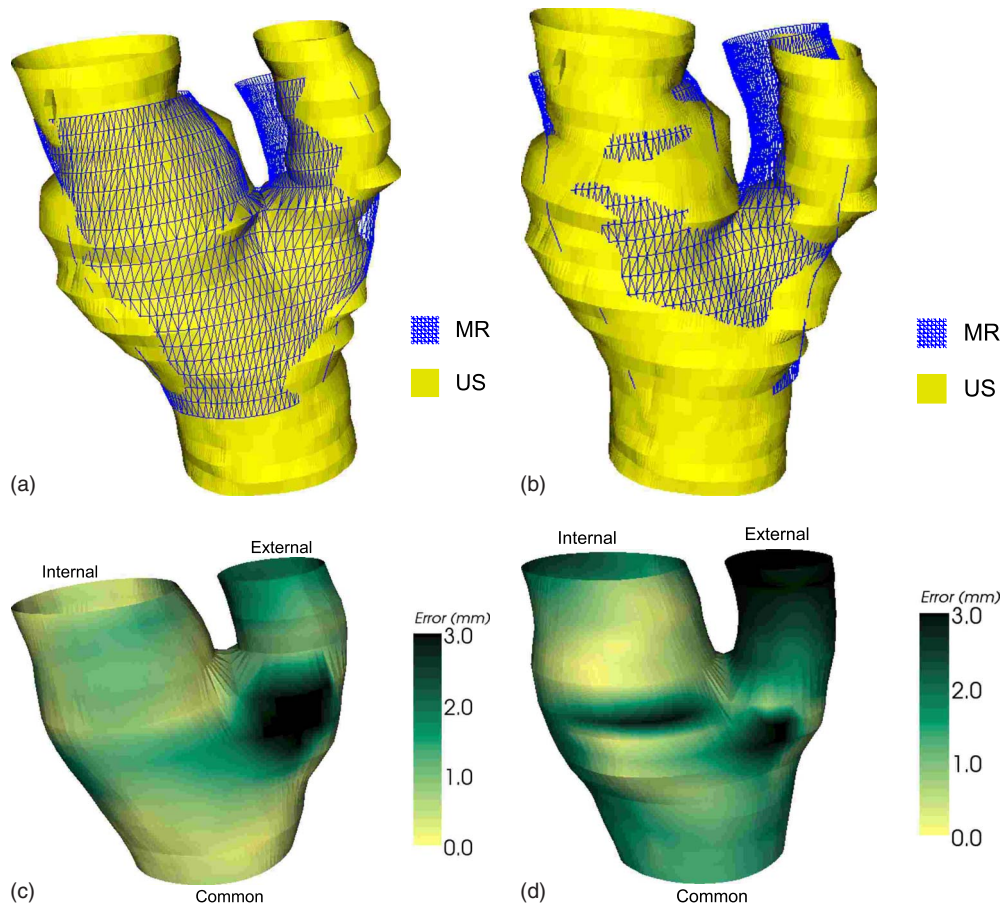 MR
US
(a)
MR
US
(b)
Internal
External
Error (mm)
3.0
2.0
1.0
0.0
Common
(c)
Internal
External
Error (mm)
3.0
2.0
1.0
0.0
Common
(d)